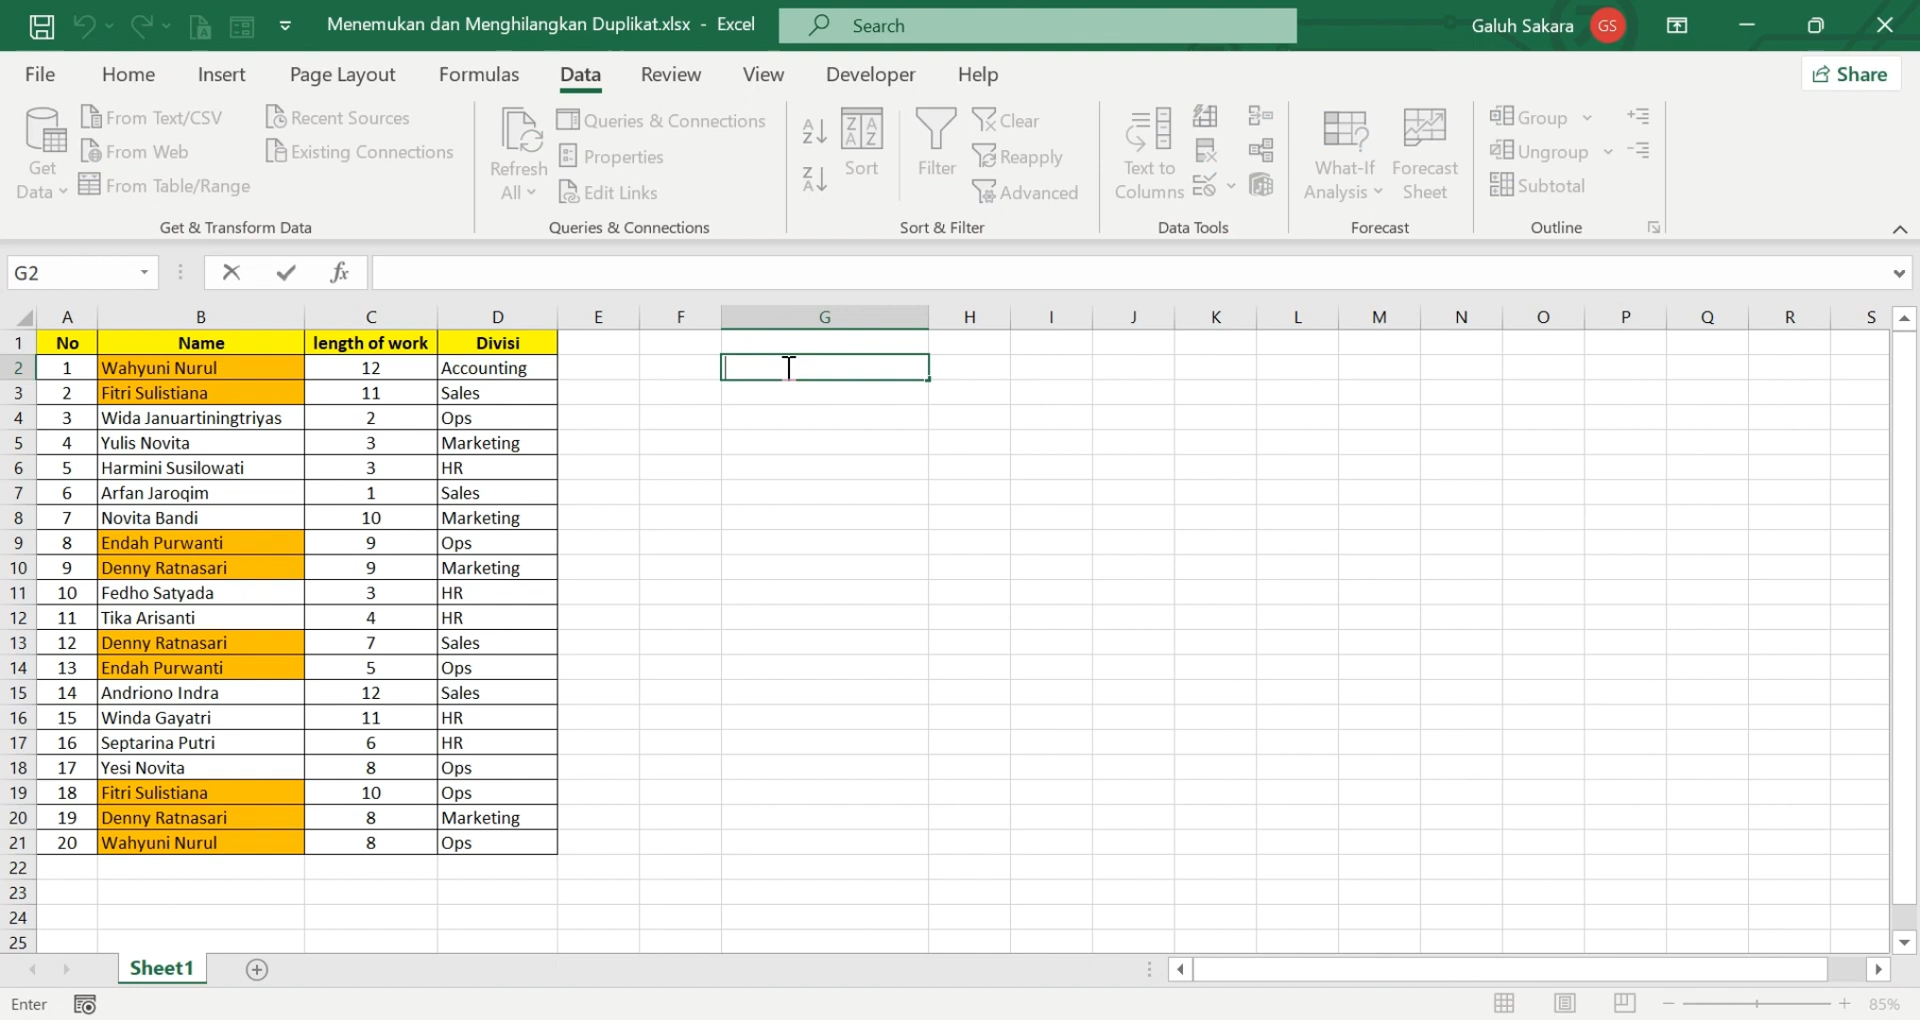 Menemukan dan Menghilangkan Duplikat.xlsx - Excel
Search
Galuh Sakara GS
File Home Insert Page Layout Formulas Data Review View Developer Help
Share
Get Data
From Text/CSV
From Web
From Table/Range
Recent Sources
Existing Connections
Get & Transform Data
Refresh All
Queries & Connections
Properties
Edit Links
Queries & Connections
Sort
Filter
Clear
Reapply
Advanced
Sort & Filter
Text to Columns
Data Tools
What-If Analysis
Forecast Sheet
Forecast
Group
Ungroup
Subtotal
Outline
G2 fx
A B C D E F G H I J K L M N O P Q R S
1 No Name length of work Divisi
2 1 Wahyuni Nurul 12 Accounting
3 2 Fitri Sulistiana 11 Sales
4 3 Wida Januartiningtriyas 2 Ops
5 4 Yulis Novita 3 Marketing
6 5 Harmini Susilowati 3 HR
7 6 Arfan Jaroqim 1 Sales
8 7 Novita Bandi 10 Marketing
9 8 Endah Purwanti 9 Ops
10 9 Denny Ratnasari 9 Marketing
11 10 Fedho Satyada 3 HR
12 11 Tika Arisanti 4 HR
13 12 Denny Ratnasari 7 Sales
14 13 Endah Purwanti 5 Ops
15 14 Andriono Indra 12 Sales
16 15 Winda Gayatri 11 HR
17 16 Septarina Putri 6 HR
18 17 Yesi Novita 8 Ops
19 18 Fitri Sulistiana 10 Ops
20 19 Denny Ratnasari 8 Marketing
21 20 Wahyuni Nurul 8 Ops
22
23
24
25
Sheet1
Enter
85%